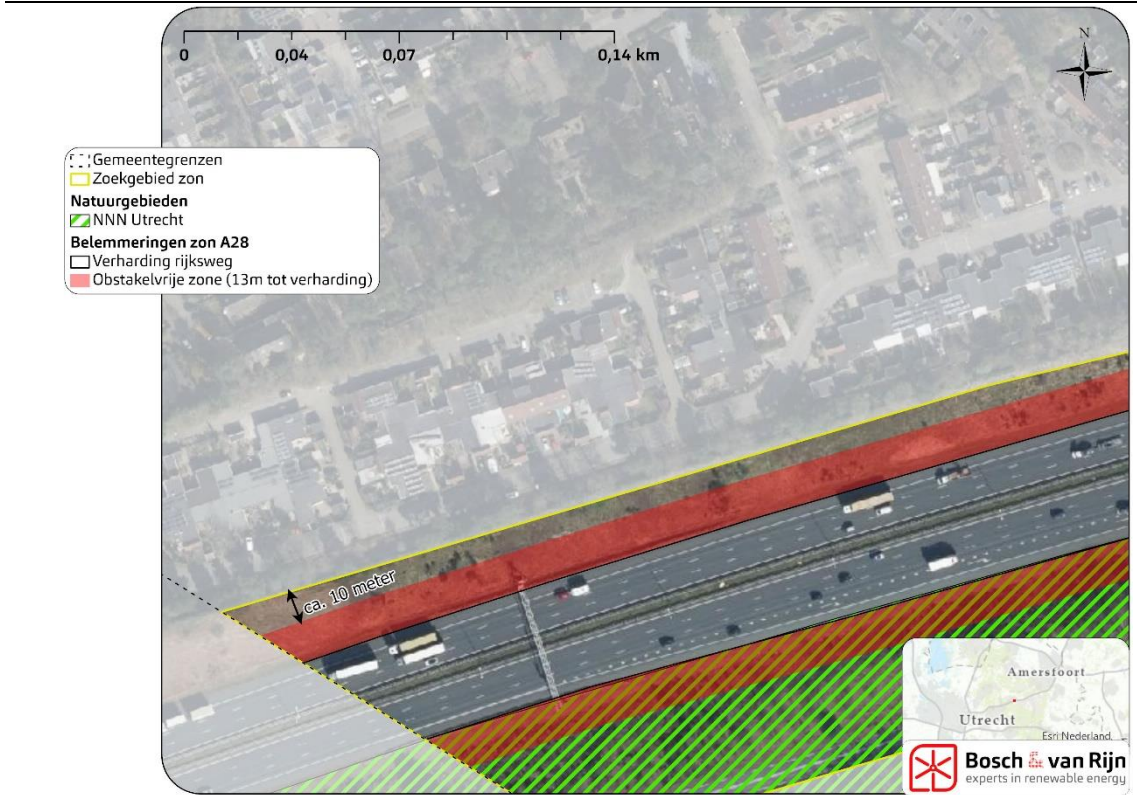 0 0,04 0,07 0,14 km
N
Gemeentegrenzen
Zoekgebied zon
Natuurgebieden
NNN Utrecht
Belemmeringen zon A28
Verharding rijksweg
Obstakelvrije zone (13m tot verharding)
ca. 10 meter
Amersfoort
Utrecht
Esri Nederland,
Bosch & van Rijn
experts in renewable energy